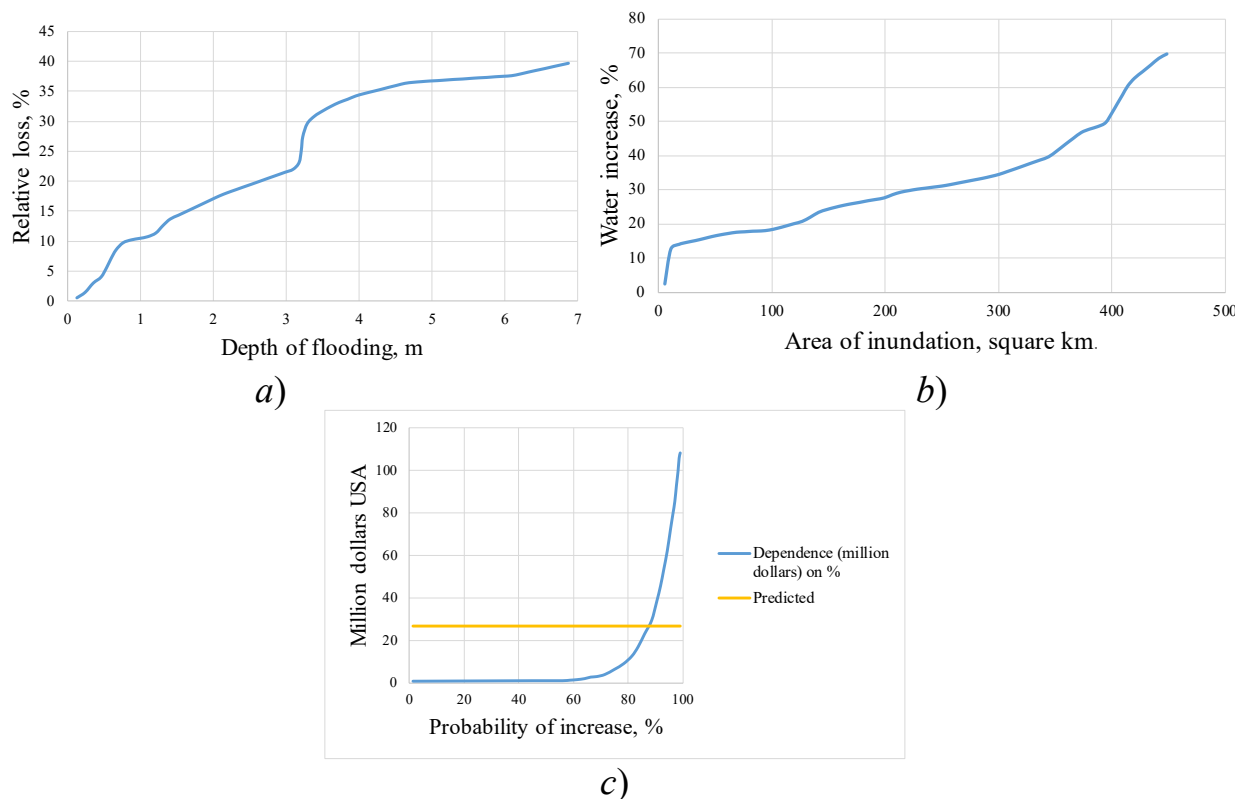 45
40
35
30
25
20
15
10
5
0
Relative loss, %
0 1 2 3 4 5 6 7
Depth of flooding, m
a)
80
70
60
50
40
30
20
10
0
Water increase, %
0 100 200 300 400 500
Area of inundation, square km.
b)
120
100
80
60
40
20
0
Million dollars USA
0 20 40 60 80 100
Probability of increase, %
Dependence (million
dollars) on %
Predicted
c)